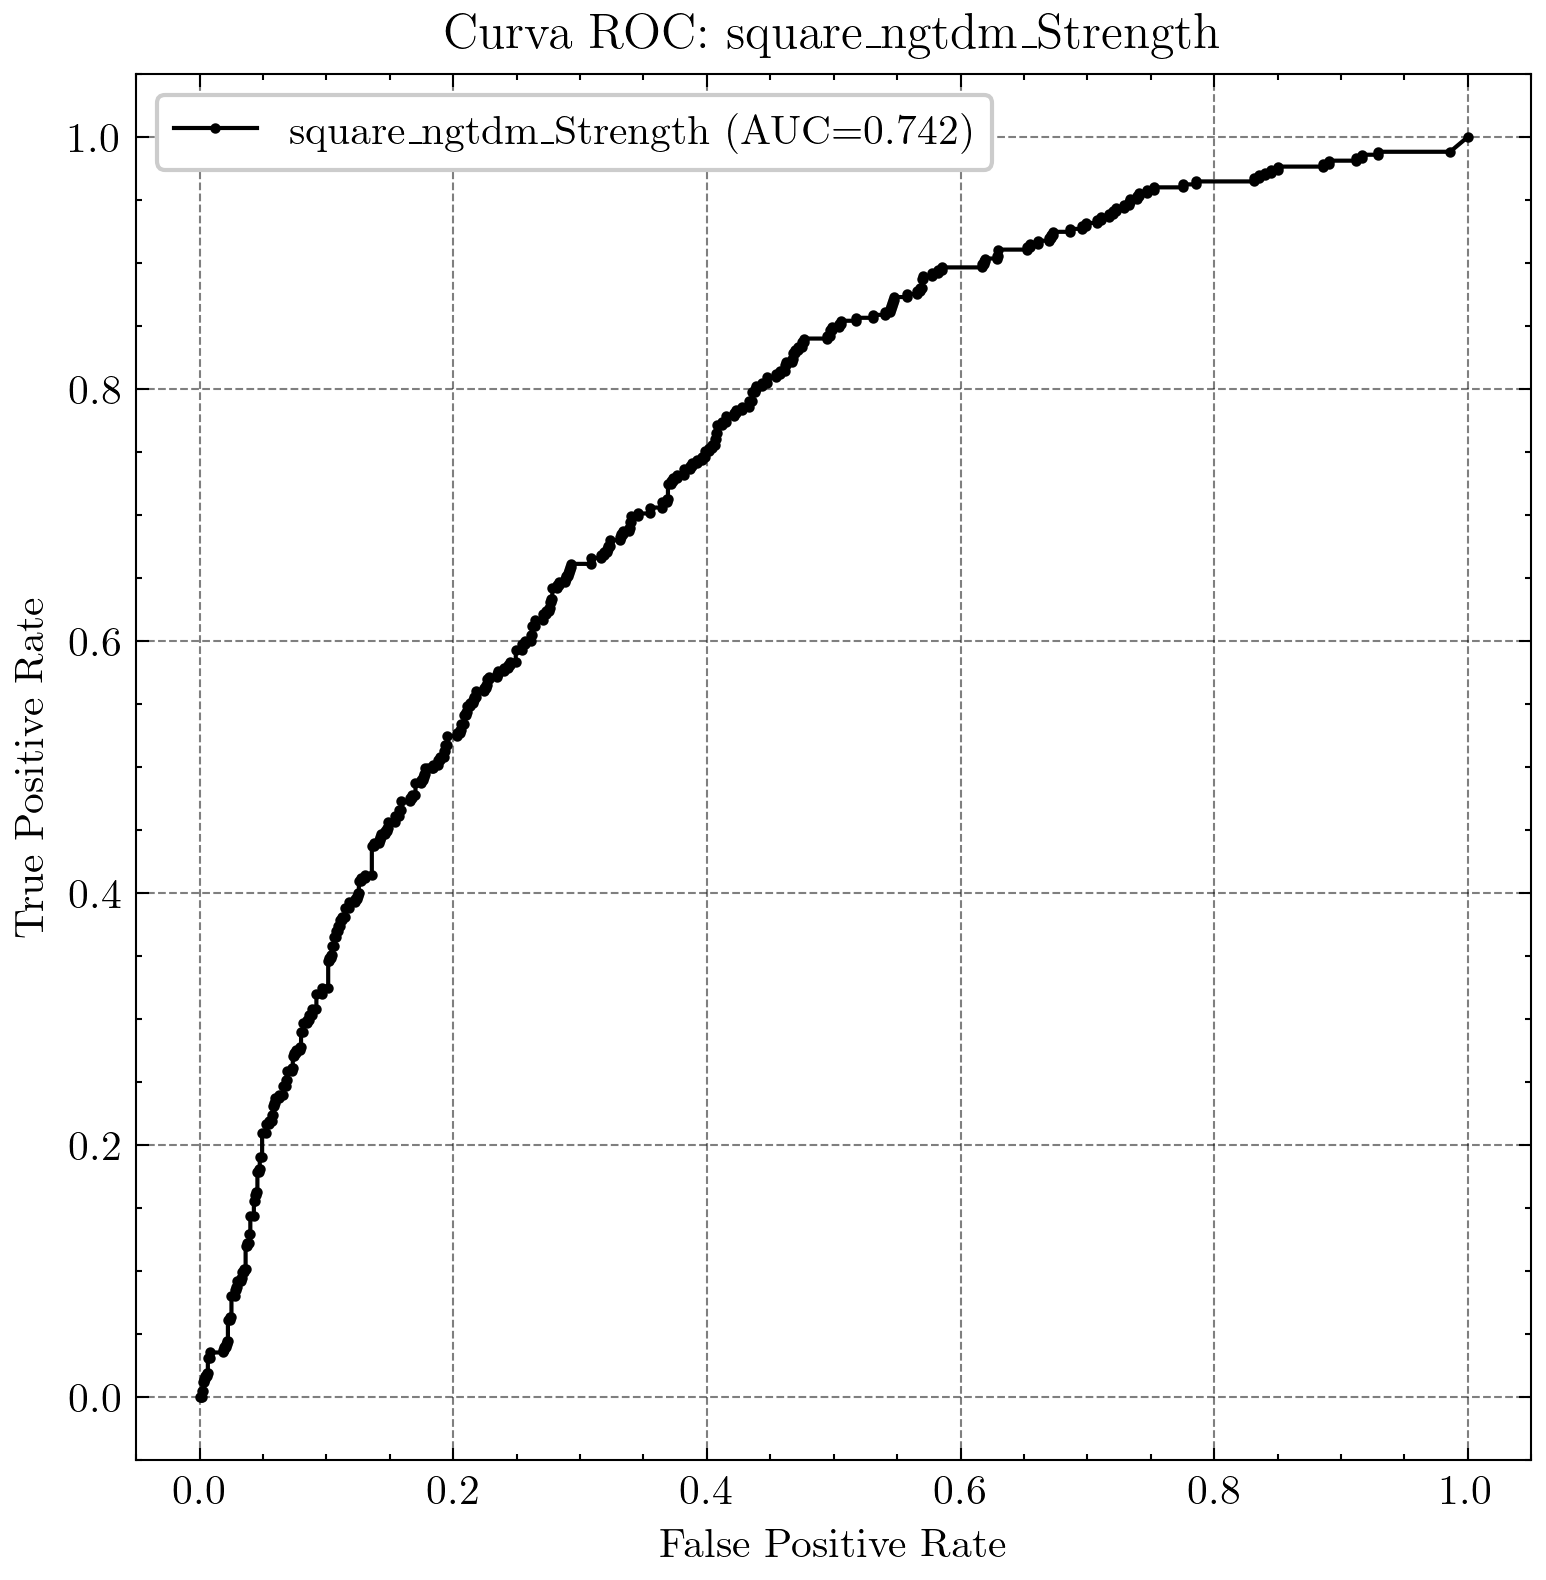 Curva ROC: square_ngtdm_Strength
square_ngtdm_Strength (AUC=0.742)
1.0
0.8
0.6
0.4
0.2
0.0
True Positive Rate
0.0 0.2 0.4 0.6 0.8 1.0
False Positive Rate